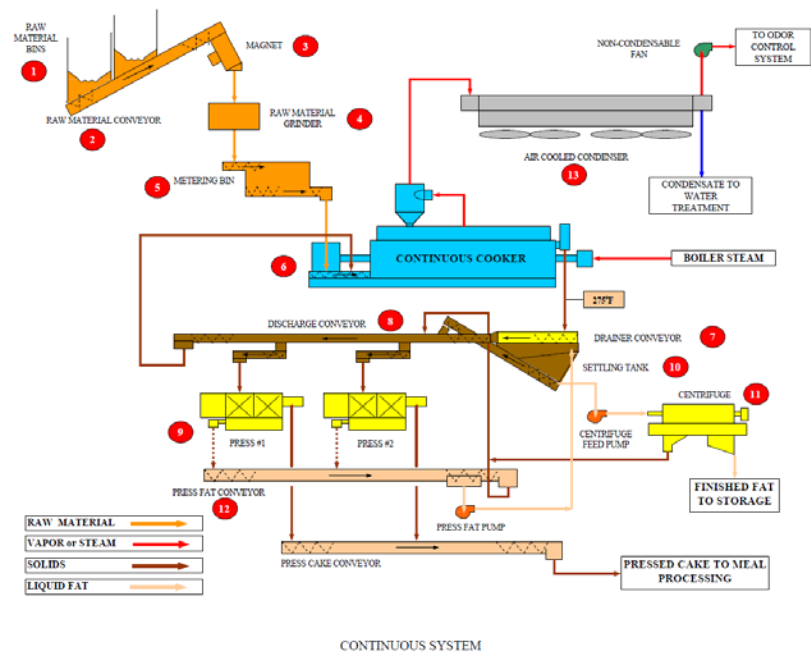 RAW
MATERIAL
BINS
1
MAGNET
3
RAW MATERIAL CONVEYOR
2
RAW MATERIAL
GRINDER
4
METERING BIN
5
NON-CONDENSABLE
FAN
TO ODOR
CONTROL
SYSTEM
AIR COOLED CONDENSER
13
CONDENSATE TO
WATER
TREATMENT
CONTINUOUS COOKER
6
BOILER STEAM
275°F
DISCHARGE CONVEYOR
8
DRAINER CONVEYOR
7
SETTLING TANK
10
CENTRIFUGE
11
CENTRIFUGE
FEED PUMP
9
PRESS #1
PRESS #2
FINISHED FAT
TO STORAGE
PRESS FAT CONVEYOR
12
PRESS FAT PUMP
RAW MATERIAL
VAPOR or STEAM
SOLIDS
LIQUID FAT
PRESS CAKE CONVEYOR
PRESSED CAKE TO MEAL
PROCESSING
CONTINUOUS SYSTEM